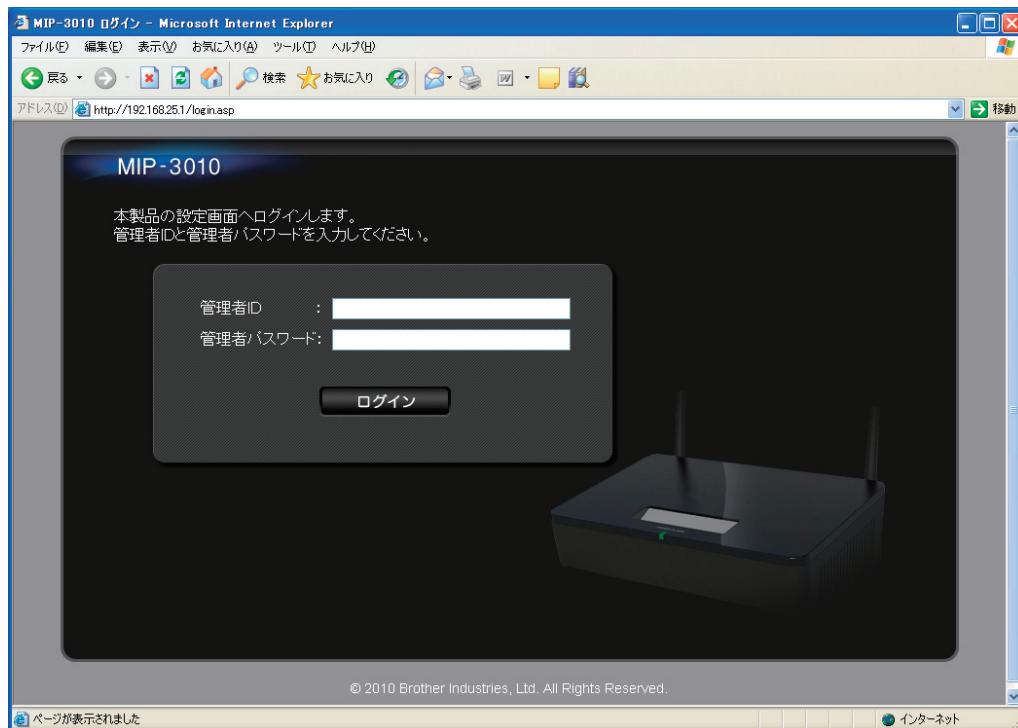 MIP-3010 ログイン - Microsoft Internet Explorer
ファイル(F) 編集(E) 表示(V) お気に入り(A) ツール(T) ヘルプ(H)
戻る 検索 お気に入り
アドレス(D) http://192.168.25.1/login.asp 移動
MIP-3010
本製品の設定画面へログインします。
管理者IDと管理者パスワードを入力してください。
管理者ID :
管理者パスワード:
ログイン
© 2010 Brother Industries, Ltd. All Rights Reserved.
ページが表示されました インターネット